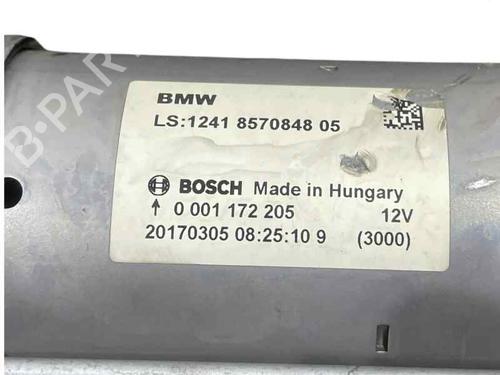 BMW
LS:1241 8570848 05
BOSCH Made in Hungary
↑ 0 001 172 205 12V
20170305 08:25:10 9 (3000)
B-Parts